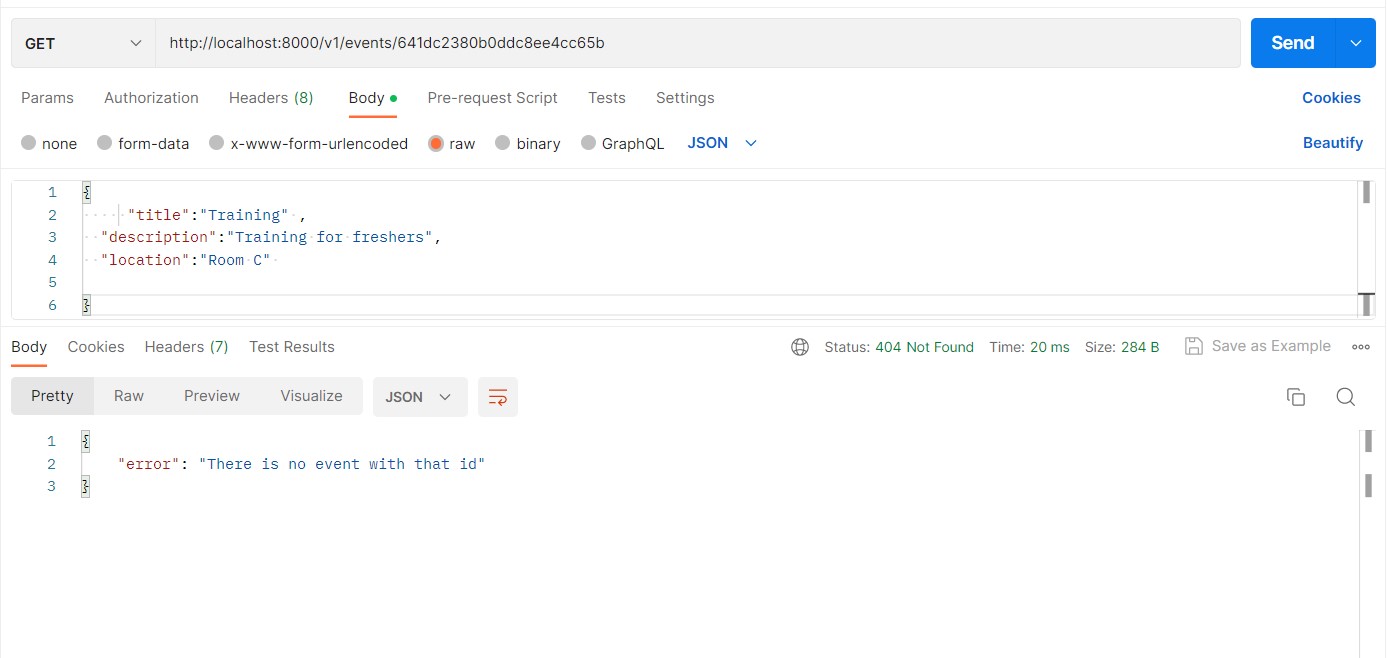 GET http://localhost:8000/v1/events/641dc2380b0ddc8ee4cc65b Send
Params Authorization Headers (8) Body Pre-request Script Tests Settings Cookies
none form-data x-www-form-urlencoded raw binary GraphQL JSON Beautify
1 {
2 "title":"Training" ,
3 "description":"Training for freshers",
4 "location":"Room C"
5
6 }
Body Cookies Headers (7) Test Results Status: 404 Not Found Time: 20 ms Size: 284 B Save as Example
Pretty Raw Preview Visualize JSON
1 {
2 "error": "There is no event with that id"
3 }